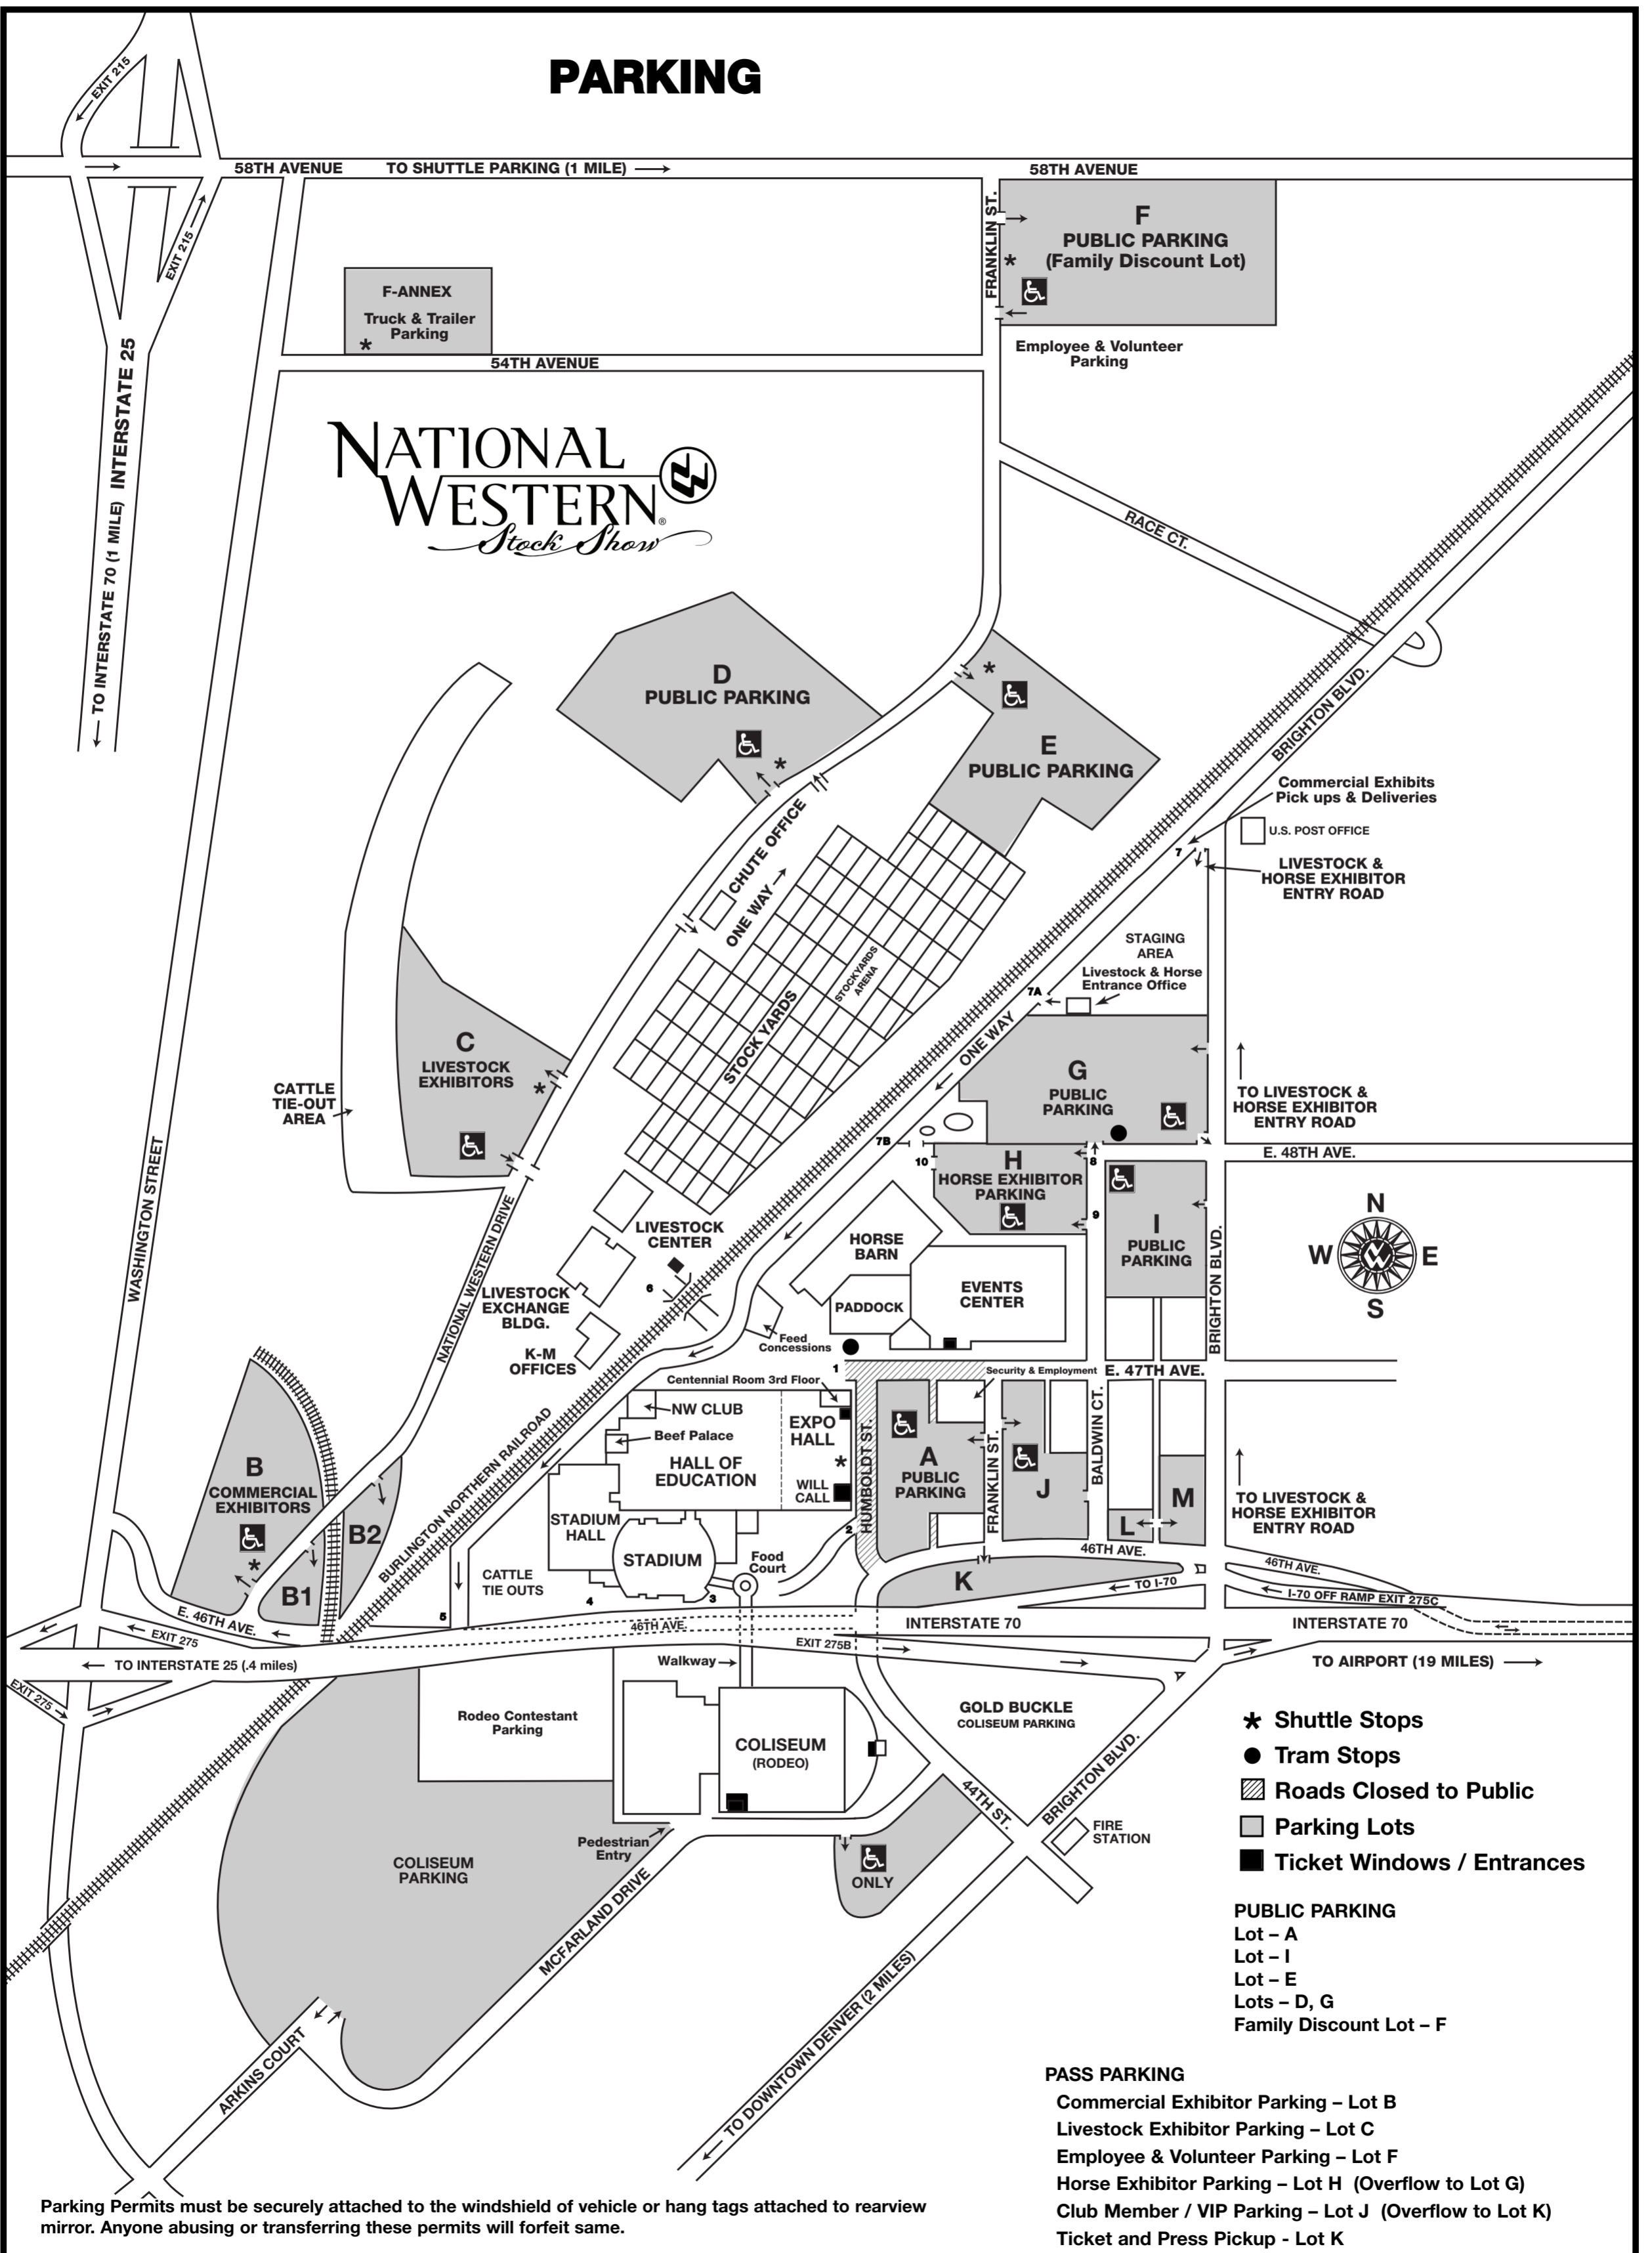 PARKING
EXIT 215
58TH AVENUE
TO SHUTTLE PARKING (1 MILE)
58TH AVENUE
EXIT 215
FRANKLIN ST.
F
PUBLIC PARKING
(Family Discount Lot)
F-ANNEX
Truck & Trailer
Parking
*
*
Employee & Volunteer
Parking
54TH AVENUE
INTERSTATE 25
TO INTERSTATE 70 (1 MILE)
NATIONAL
WESTERN®
Stock Show
RACE CT.
D
PUBLIC PARKING
*
*
E
PUBLIC PARKING
BRIGHTON BLVD.
Commercial Exhibits
Pick ups & Deliveries
U.S. POST OFFICE
7
LIVESTOCK &
HORSE EXHIBITOR
ENTRY ROAD
CHUTE OFFICE
ONE WAY
STOCKYARDS
ARENA
STOCK YARDS
STAGING
AREA
Livestock & Horse
Entrance Office
7A
ONE WAY
C
LIVESTOCK
EXHIBITORS
*
CATTLE
TIE-OUT
AREA
G
PUBLIC
PARKING
TO LIVESTOCK &
HORSE EXHIBITOR
ENTRY ROAD
7B
10
8
E. 48TH AVE.
H
HORSE EXHIBITOR
PARKING
9
I
PUBLIC
PARKING
BRIGHTON BLVD.
N
W
E
S
WASHINGTON STREET
NATIONAL WESTERN DRIVE
LIVESTOCK
CENTER
6
LIVESTOCK
EXCHANGE
BLDG.
K-M
OFFICES
HORSE
BARN
PADDOCK
EVENTS
CENTER
Feed
Concessions
1
Security & Employment
E. 47TH AVE.
Centennial Room 3rd Floor
NW CLUB
Beef Palace
EXPO
HALL
*
WILL
CALL
HALL OF
EDUCATION
HUMBOLDT ST.
A
PUBLIC
PARKING
FRANKLIN ST.
J
BALDWIN CT.
L
M
TO LIVESTOCK &
HORSE EXHIBITOR
ENTRY ROAD
B
COMMERCIAL
EXHIBITORS
*
B2
B1
BURLINGTON NORTHERN RAILROAD
STADIUM
HALL
STADIUM
2
Food
Court
3
4
5
CATTLE
TIE OUTS
46TH AVE.
46TH AVE.
K
TO I-70
I-70 OFF RAMP EXIT 275C
E. 46TH AVE.
EXIT 275
46TH AVE.
INTERSTATE 70
INTERSTATE 70
EXIT 275B
TO INTERSTATE 25 (.4 miles)
EXIT 275
Walkway
TO AIRPORT (19 MILES)
Rodeo Contestant
Parking
COLISEUM
(RODEO)
GOLD BUCKLE
COLISEUM PARKING
BRIGHTON BLVD.
44TH ST.
FIRE
STATION
Pedestrian
Entry
COLISEUM
PARKING
ONLY
MCFARLAND DRIVE
ARKINS COURT
TO DOWNTOWN DENVER (2 MILES)
* Shuttle Stops
Tram Stops
Roads Closed to Public
Parking Lots
Ticket Windows / Entrances
PUBLIC PARKING
Lot – A
Lot – I
Lot – E
Lots – D, G
Family Discount Lot – F
PASS PARKING
Commercial Exhibitor Parking – Lot B
Livestock Exhibitor Parking – Lot C
Employee & Volunteer Parking – Lot F
Horse Exhibitor Parking – Lot H (Overflow to Lot G)
Club Member / VIP Parking – Lot J (Overflow to Lot K)
Ticket and Press Pickup - Lot K
Parking Permits must be securely attached to the windshield of vehicle or hang tags attached to rearview
mirror. Anyone abusing or transferring these permits will forfeit same.